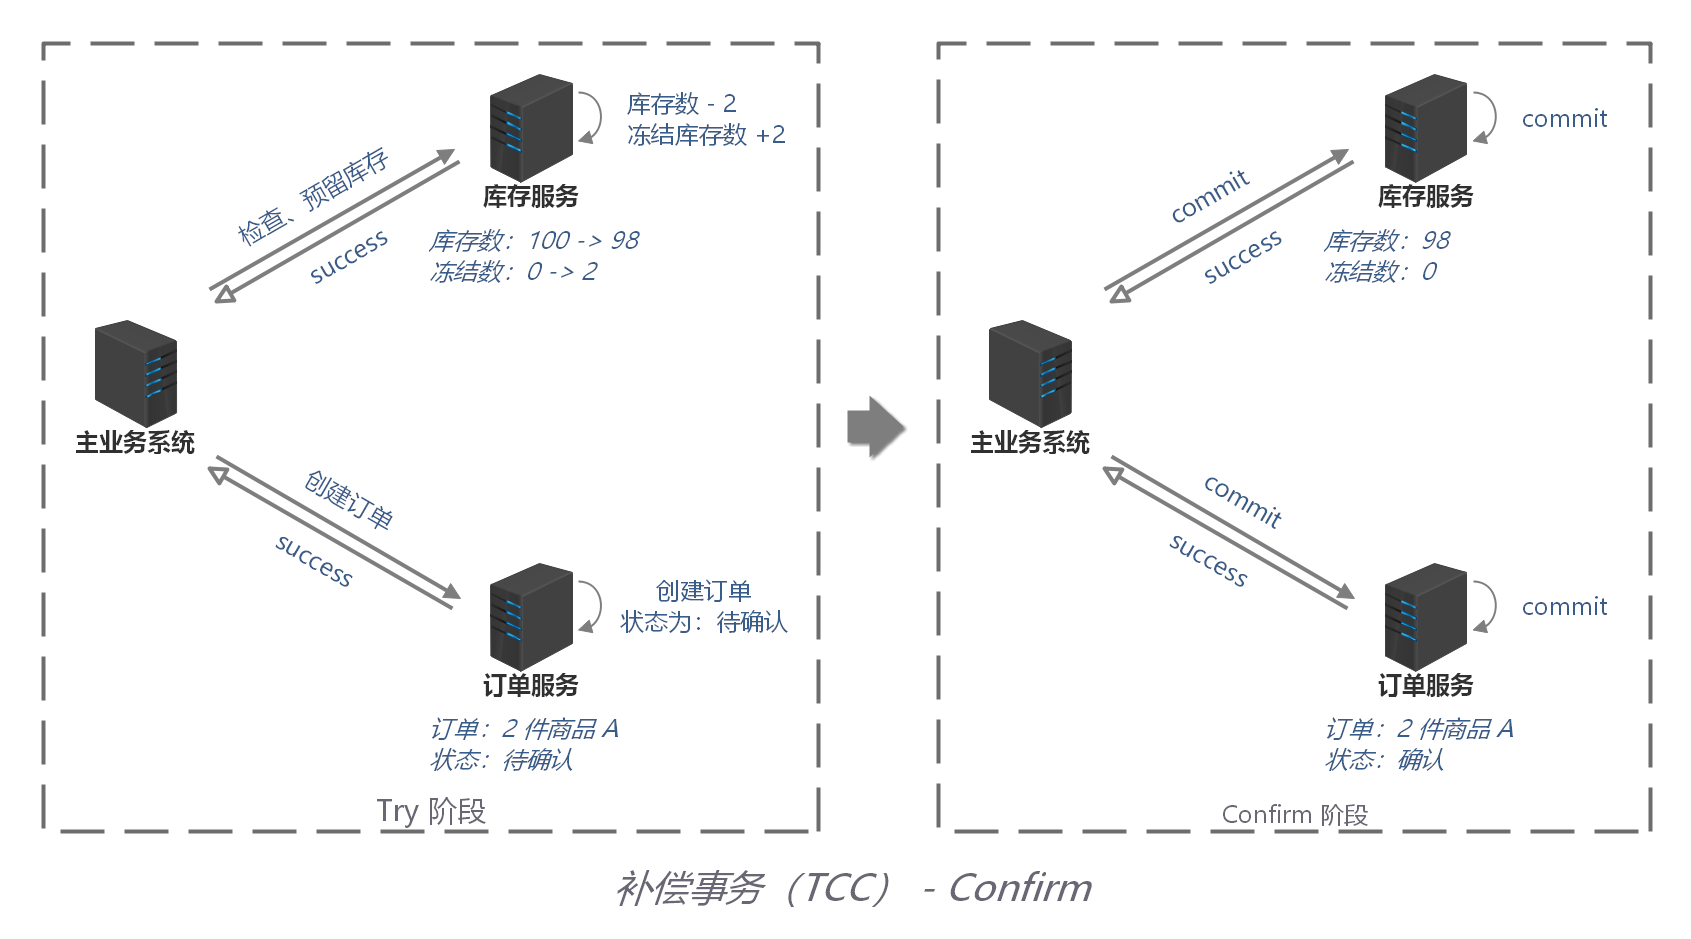 库存数 - 2
冻结库存数 +2
检查、预留库存
success
库存服务
库存数：100 -> 98
冻结数：0 -> 2
主业务系统
创建订单
success
创建订单
状态为：待确认
订单服务
订单：2 件商品 A
状态：待确认
Try 阶段
commit
commit
success
库存服务
库存数：98
冻结数：0
主业务系统
commit
success
commit
订单服务
订单：2 件商品 A
状态：确认
Confirm 阶段
补偿事务（TCC） - Confirm